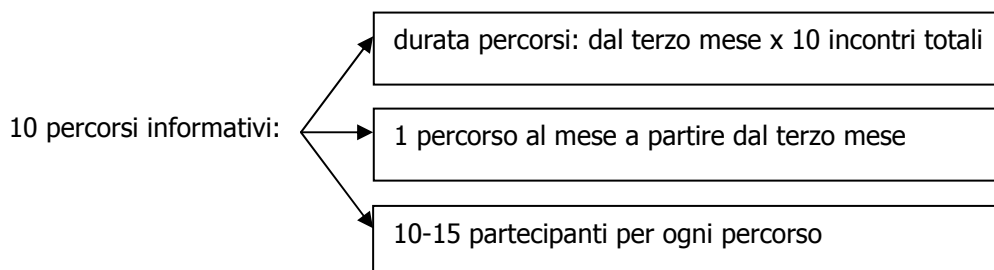 durata percorsi: dal terzo mese x 10 incontri totali
10 percorsi informativi:
1 percorso al mese a partire dal terzo mese
10-15 partecipanti per ogni percorso